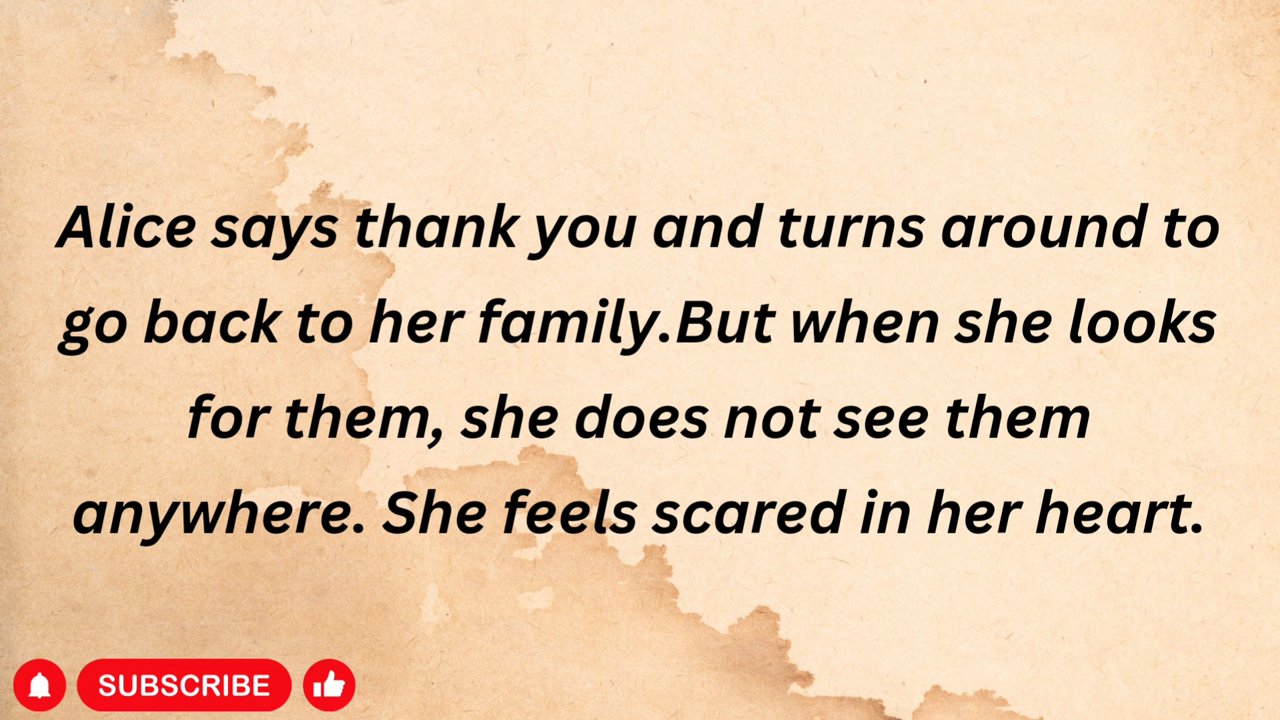 Alice says thank you and turns around to
go back to her family.But when she looks
for them, she does not see them
anywhere. She feels scared in her heart.
SUBSCRIBE